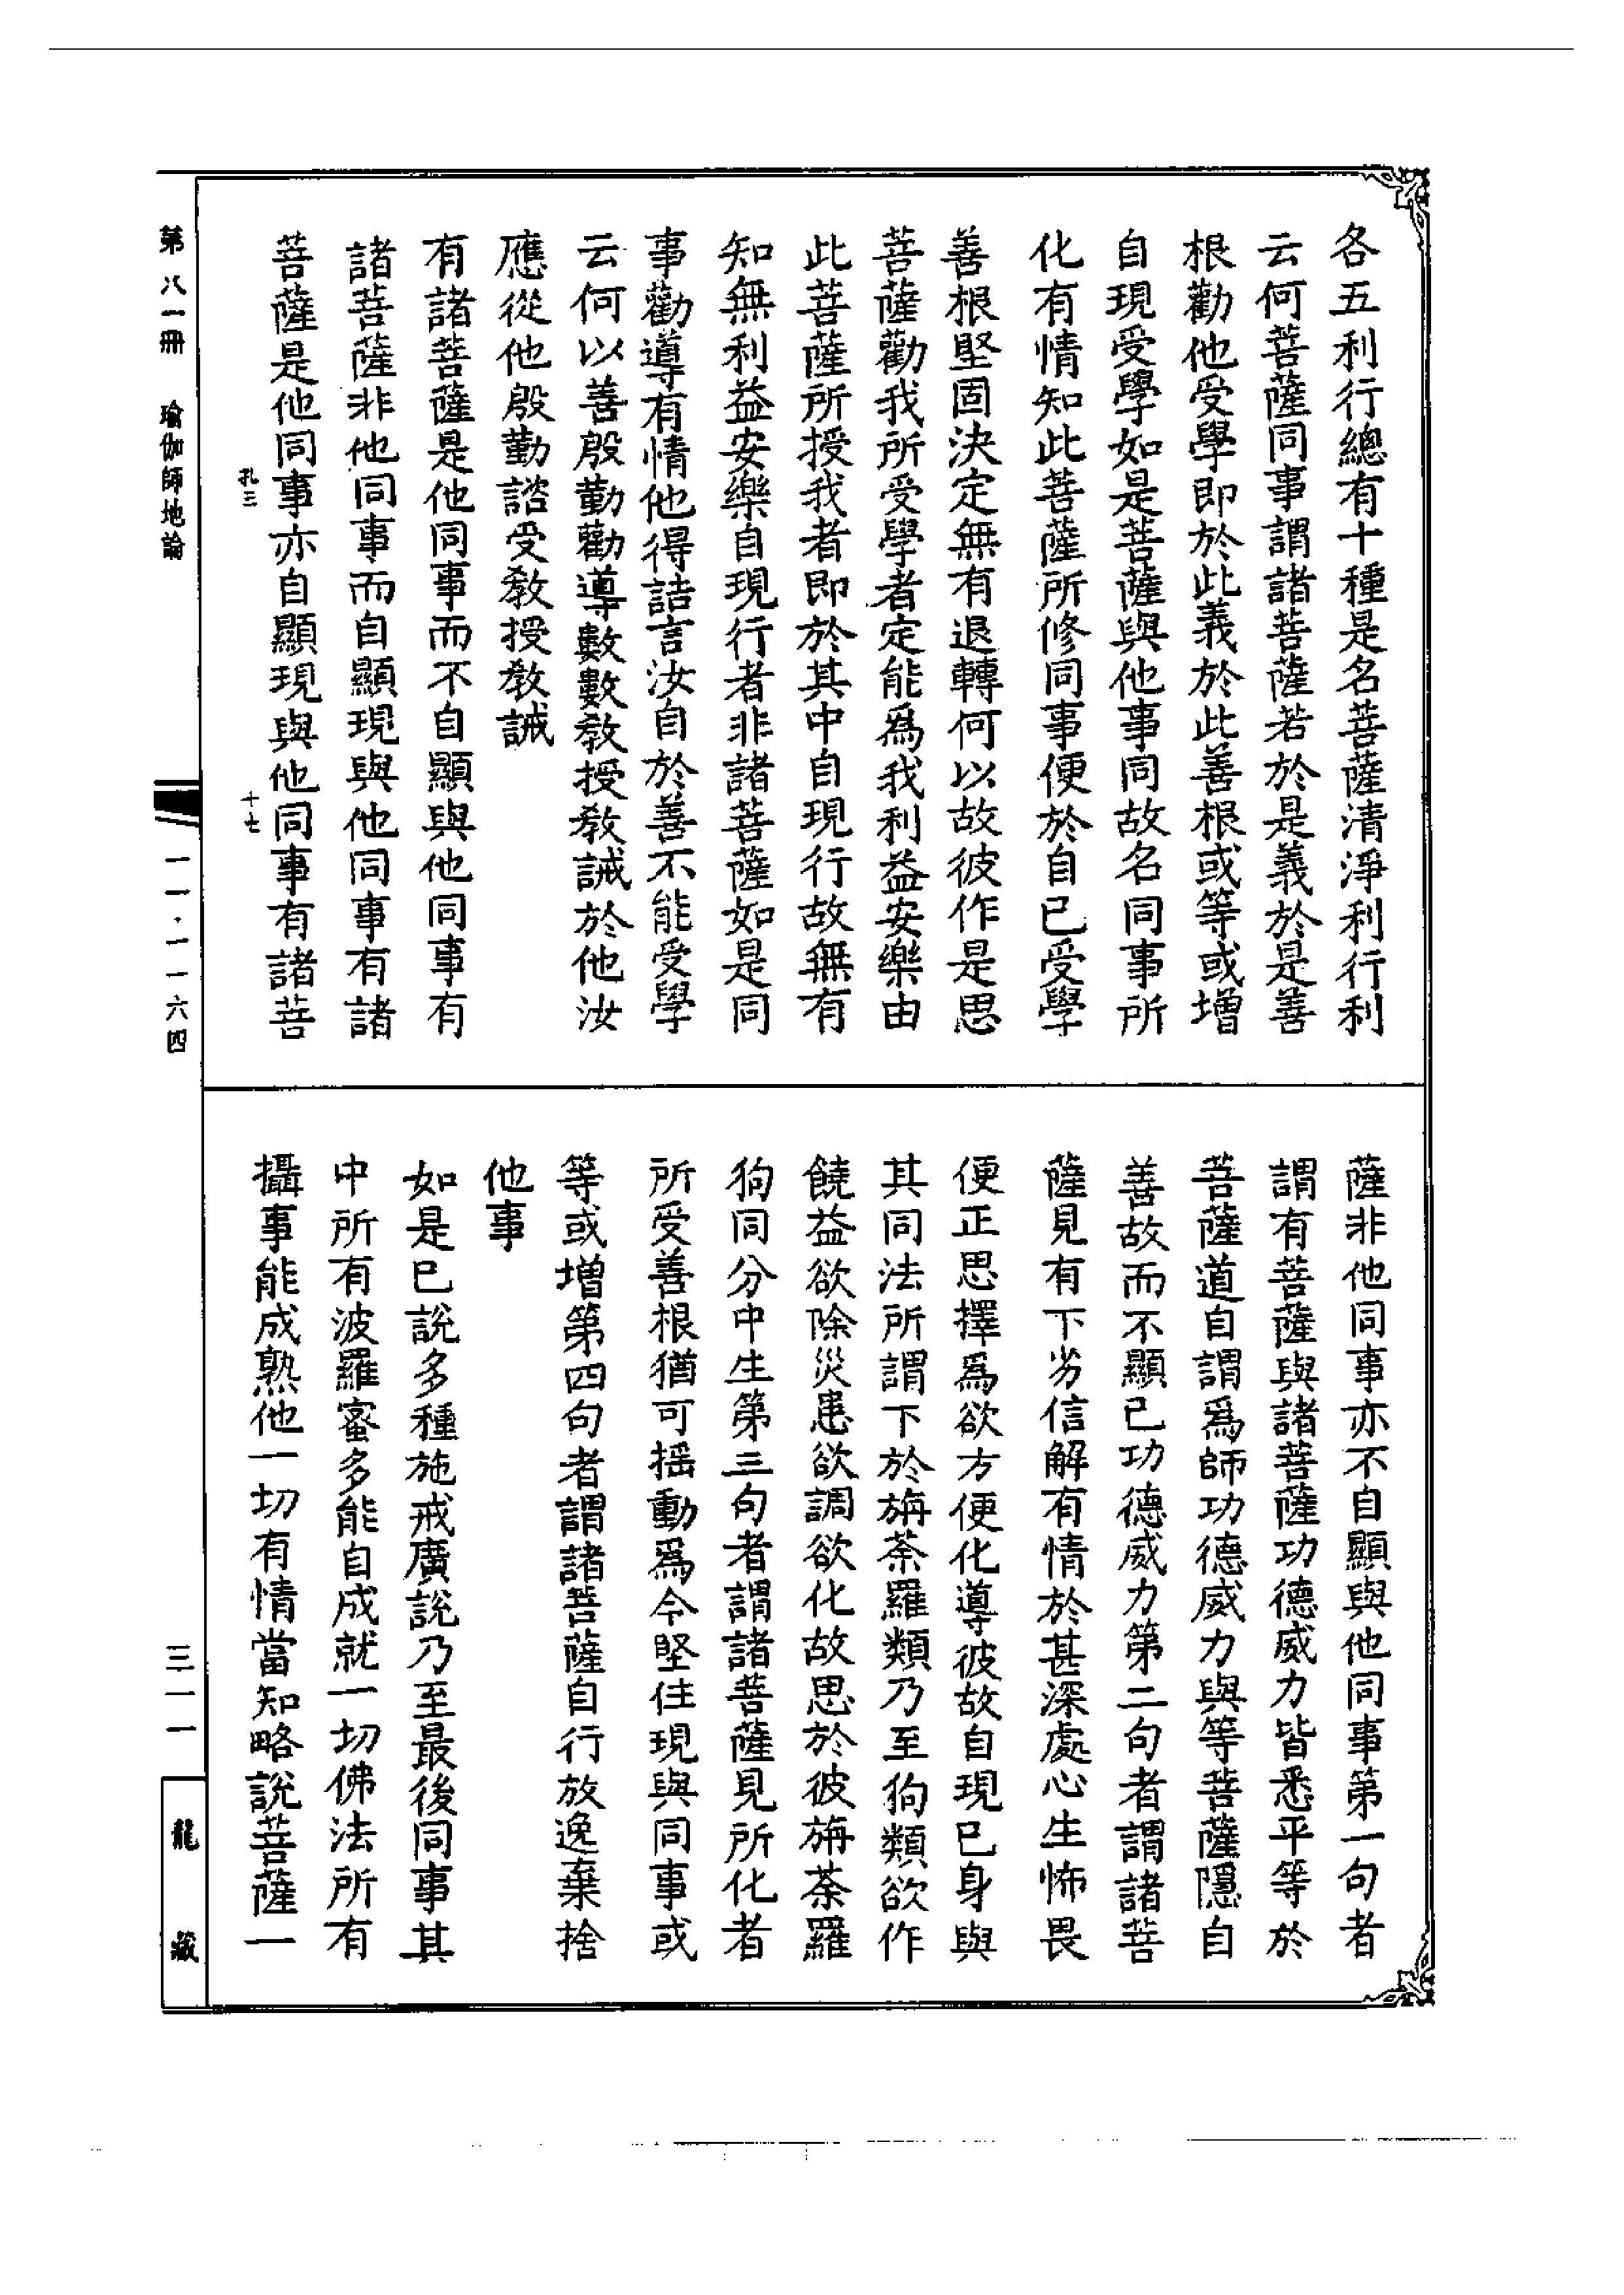 各五利行總有十種是名菩薩清淨利行利
云何菩薩同事謂諸菩薩若於是義於是善
根勸他受學即於此義於此善根或等或增
自現受學如是菩薩與他事同故名同事所
化有情知此菩薩所修同事便於自己受學
善根堅固決定無有退轉何以故彼作是思
菩薩勸我所受學者定能爲我利益安樂由
此菩薩所授我者即於其中自現行故無有
知無利益安樂自現行者非諸菩薩如是同
事勸導有情他得詰言汝自於善不能受學
云何以善殷勤勸導數數教授教誡於他汝
應從他殷勤諮受教授教誡
有諸菩薩是他同事而不自顯與他同事有
諸菩薩非他同事而自顯現與他同事有諸
菩薩是他同事亦自顯現與他同事有諸菩
薩非他同事亦不自顯與他同事第一句者
謂有菩薩與諸菩薩功德威力皆悉平等於
菩薩道自謂爲師功德威力與等菩薩隱自
善故而不顯己功德威力第二句者謂諸菩
薩見有下劣信解有情於甚深處心生怖畏
便正思擇爲欲方便化導彼故自現己身與
其同法所謂下於旃荼羅類乃至狗類欲作
饒益欲除災患欲調欲化故思於彼旃荼羅
狗同分中生第三句者謂諸菩薩見所化者
所受善根猶可搖動爲令堅住現與同事或
等或增第四句者謂諸菩薩自行放逸棄捨
他事
如是已說多種施戒廣說乃至最後同事其
中所有波羅蜜多能自成就一切佛法所有
攝事能成熟他一切有情當知略說菩薩一
孔三
十七
第八一冊 瑜伽師地論
一一·一一六四
三一一
龍藏